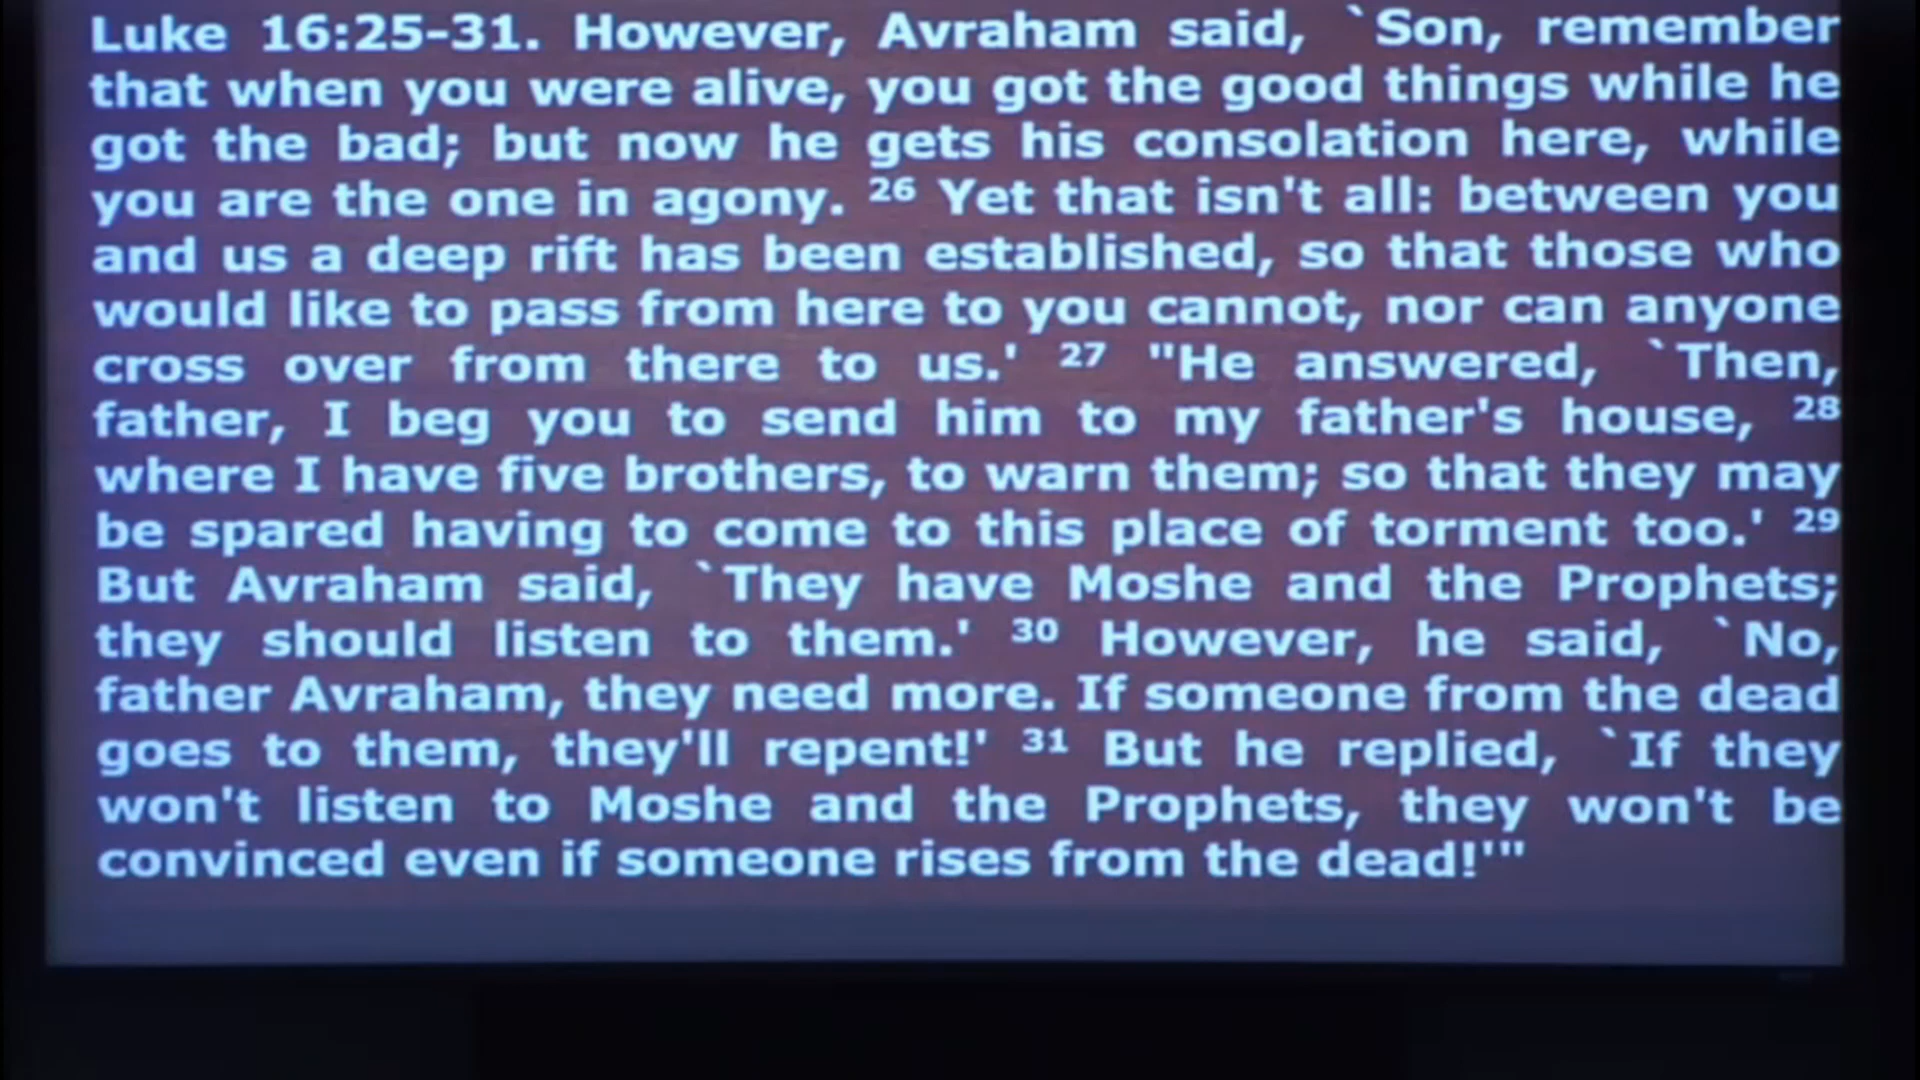 Luke 16:25-31. However, Avraham said, `Son, remember
that when you were alive, you got the good things while he
got the bad; but now he gets his consolation here, while
you are the one in agony. 26 Yet that isn't all: between you
and us a deep rift has been established, so that those who
would like to pass from here to you cannot, nor can anyone
cross over from there to us.' 27 "He answered, `Then,
father, I beg you to send him to my father's house, 28
where I have five brothers, to warn them; so that they may
be spared having to come to this place of torment too.' 29
But Avraham said, `They have Moshe and the Prophets;
they should listen to them.' 30 However, he said, `No,
father Avraham, they need more. If someone from the dead
goes to them, they'll repent!' 31 But he replied, `If they
won't listen to Moshe and the Prophets, they won't be
convinced even if someone rises from the dead!'"